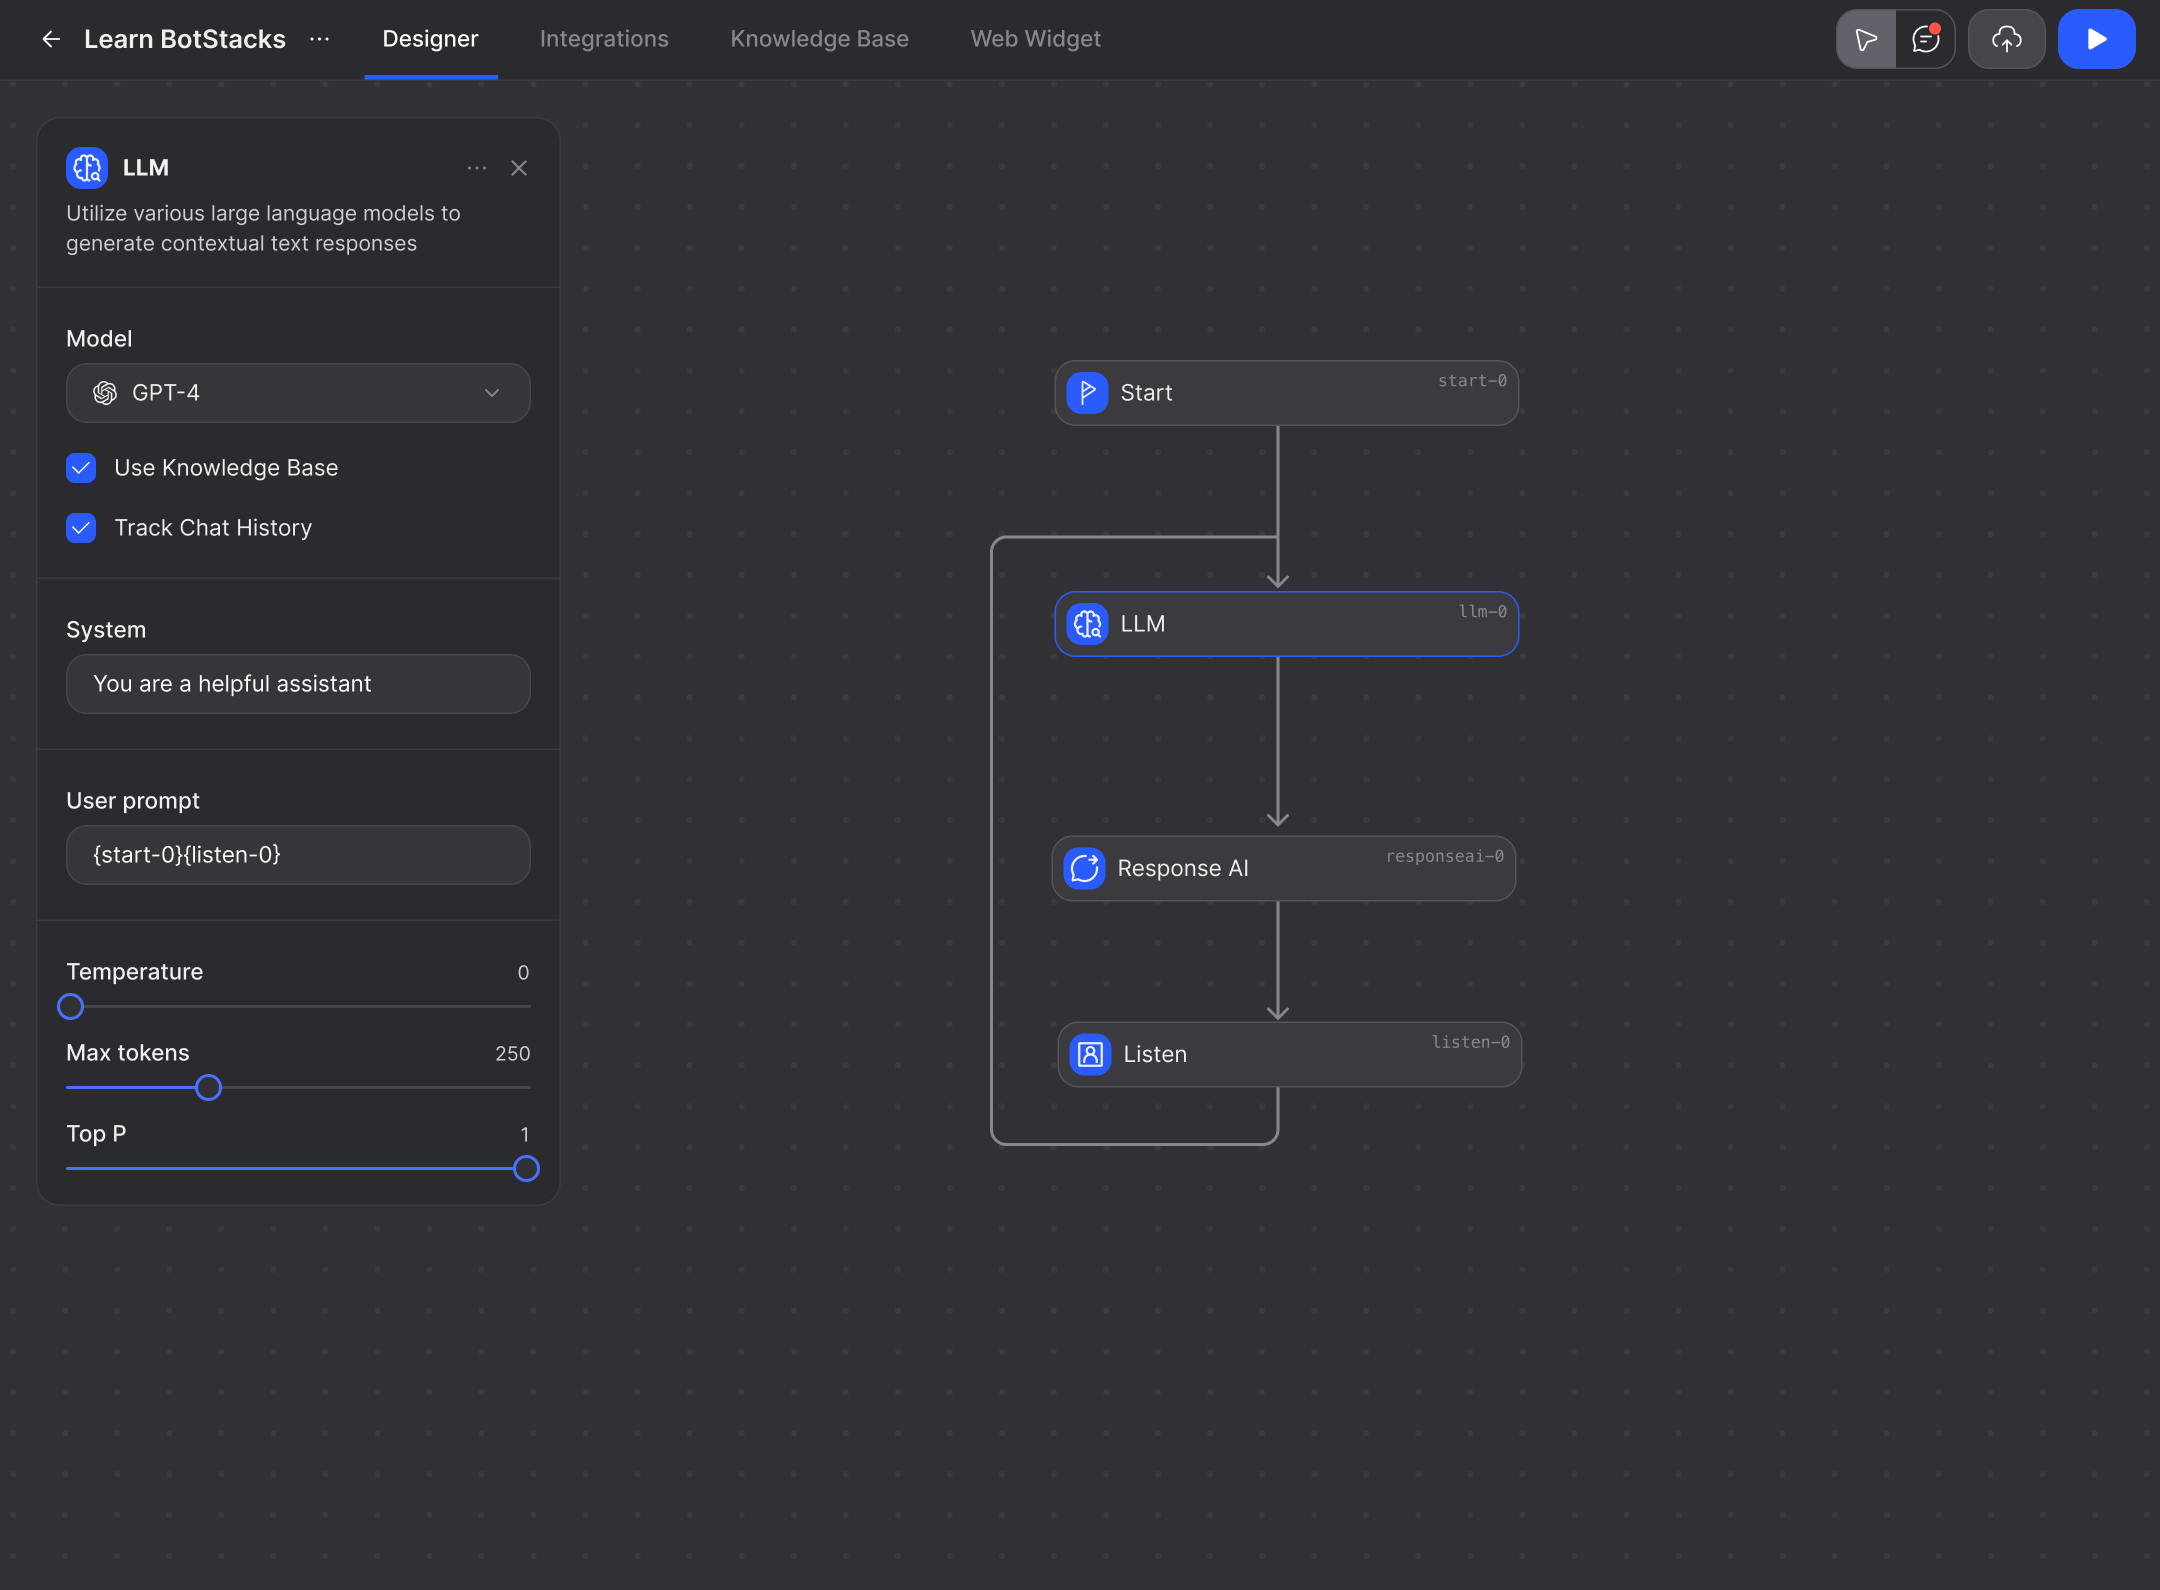 Learn BotStacks
Designer
Integrations
Knowledge Base
Web Widget
LLM
Utilize various large language models to
generate contextual text responses
Model
GPT-4
Use Knowledge Base
Track Chat History
System
You are a helpful assistant
User prompt
{start-0}{listen-0}
Temperature 0
Max tokens 250
Top P 1
Start start-0
LLM llm-0
Response AI responseai-0
Listen listen-0